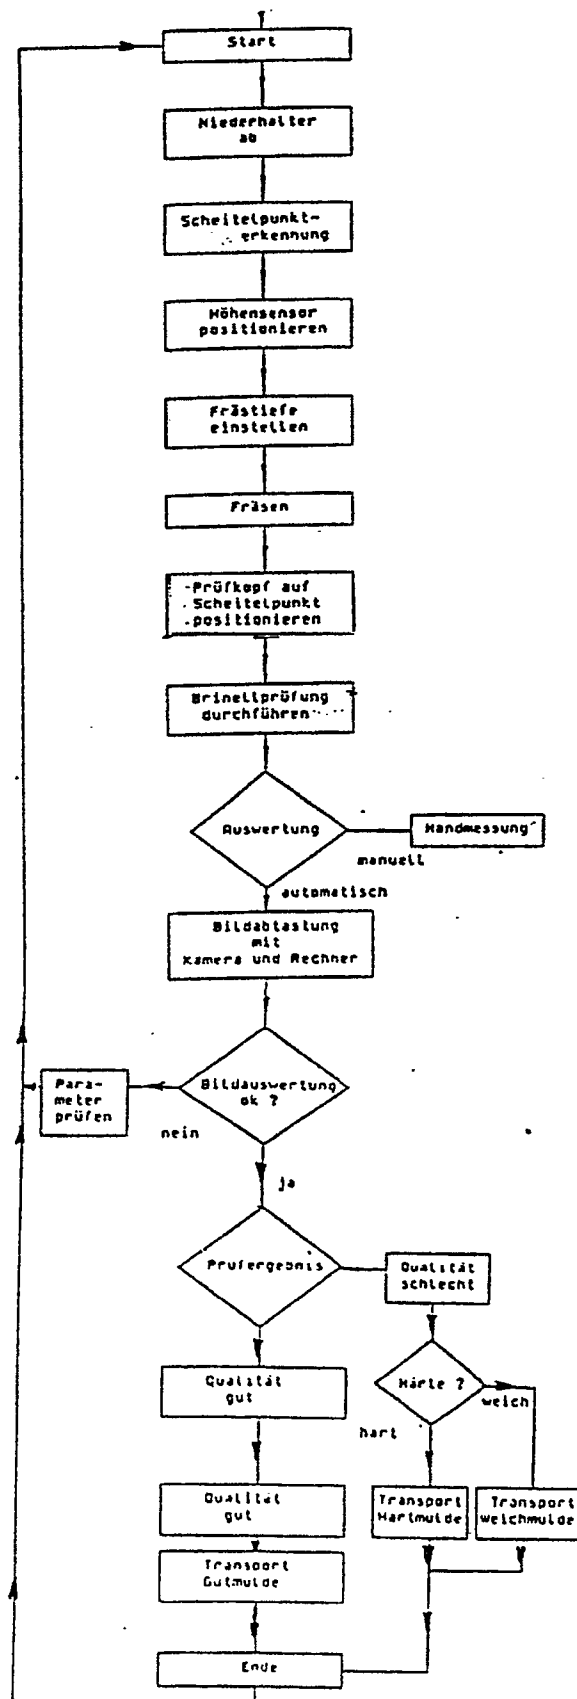 Start
Niederhalter
ab
Scheitelpunkt-
erkennung
Höhensensor
positionieren
Frästiefe
einstellen
Fräsen
Prüfkopf auf
Scheitelpunkt
positionieren
Brinellprüfung
durchführen
Auswertung
Handmessung
manuell
automatisch
Bildabtastung
mit
Kamera und Rechner
Para-
meter
prüfen
Bildauswertung
ok ?
nein
ja
Prüfergebnis
Qualität
schlecht
Qualität
gut
Härte ?
weich
hart
Qualität
gut
Transport
Hartmulde
Transport
Weichmulde
Transport
Gutmulde
Ende